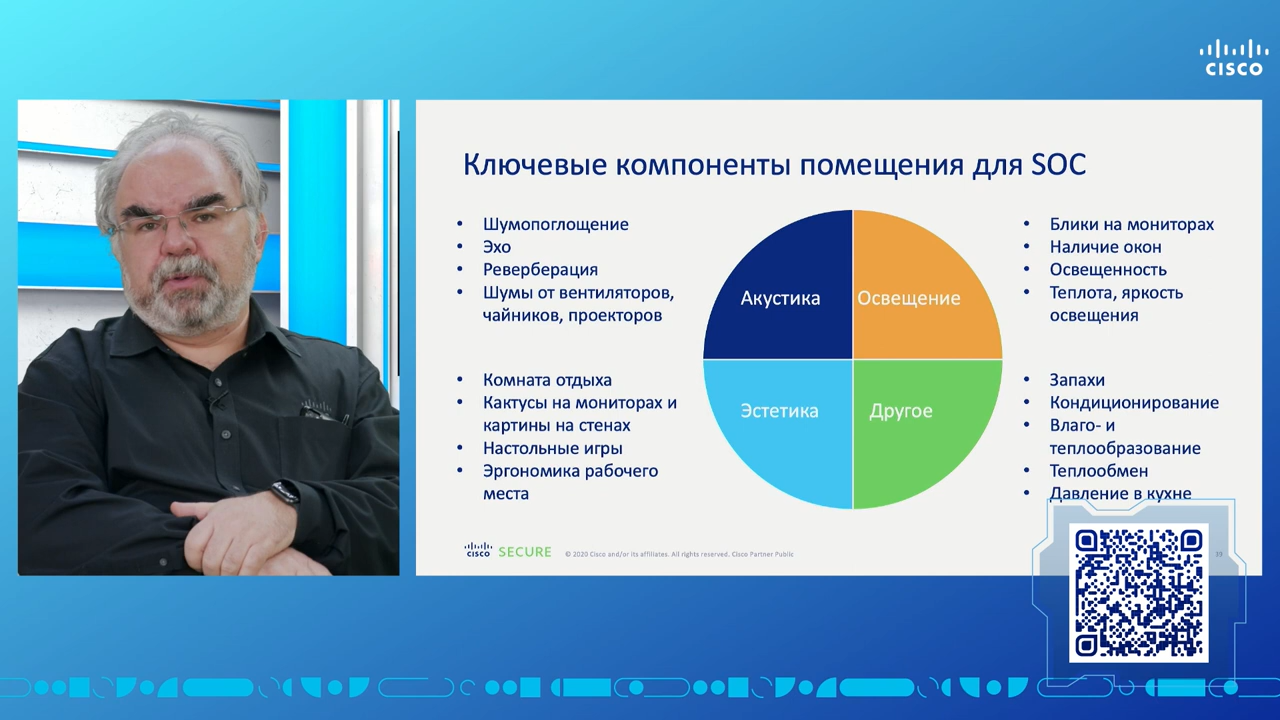 CISCO
Ключевые компоненты помещения для SOC
Шумопоглощение
Эхо
Реверберация
Шумы от вентиляторов,
чайников, проекторов
Комната отдыха
Кактусы на мониторах и
картины на стенах
Настольные игры
Эргономика рабочего
места
Акустика
Освещение
Эстетика
Другое
Блики на мониторах
Наличие окон
Освещенность
Теплота, яркость
освещения
Запахи
Кондиционирование
Влаго- и
теплообразование
Теплообмен
Давление в кухне
CISCO SECURE
© 2020 Cisco and/or its affiliates. All rights reserved. Cisco Partner Public